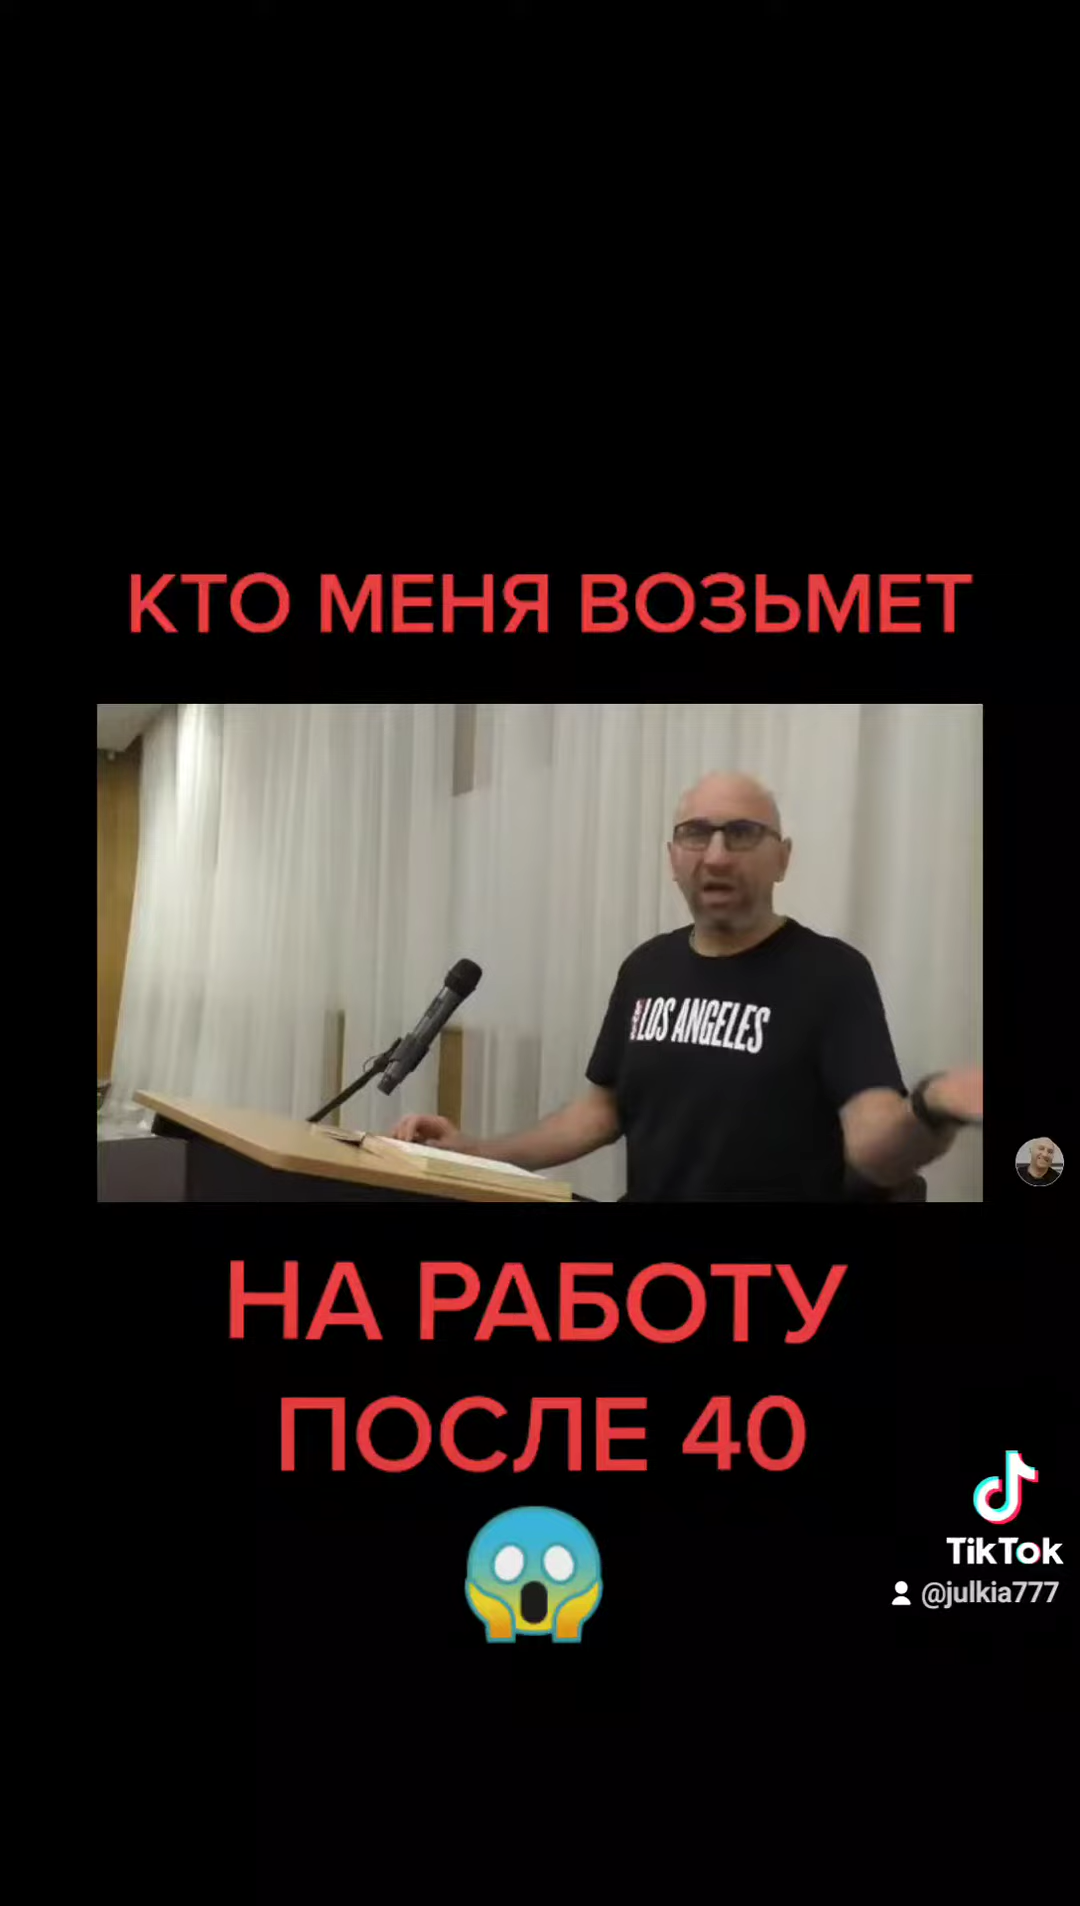 КТО МЕНЯ ВОЗЬМЕТ
LOS ANGELES
НА РАБОТУ
ПОСЛЕ 40
TikTok
@julkia777